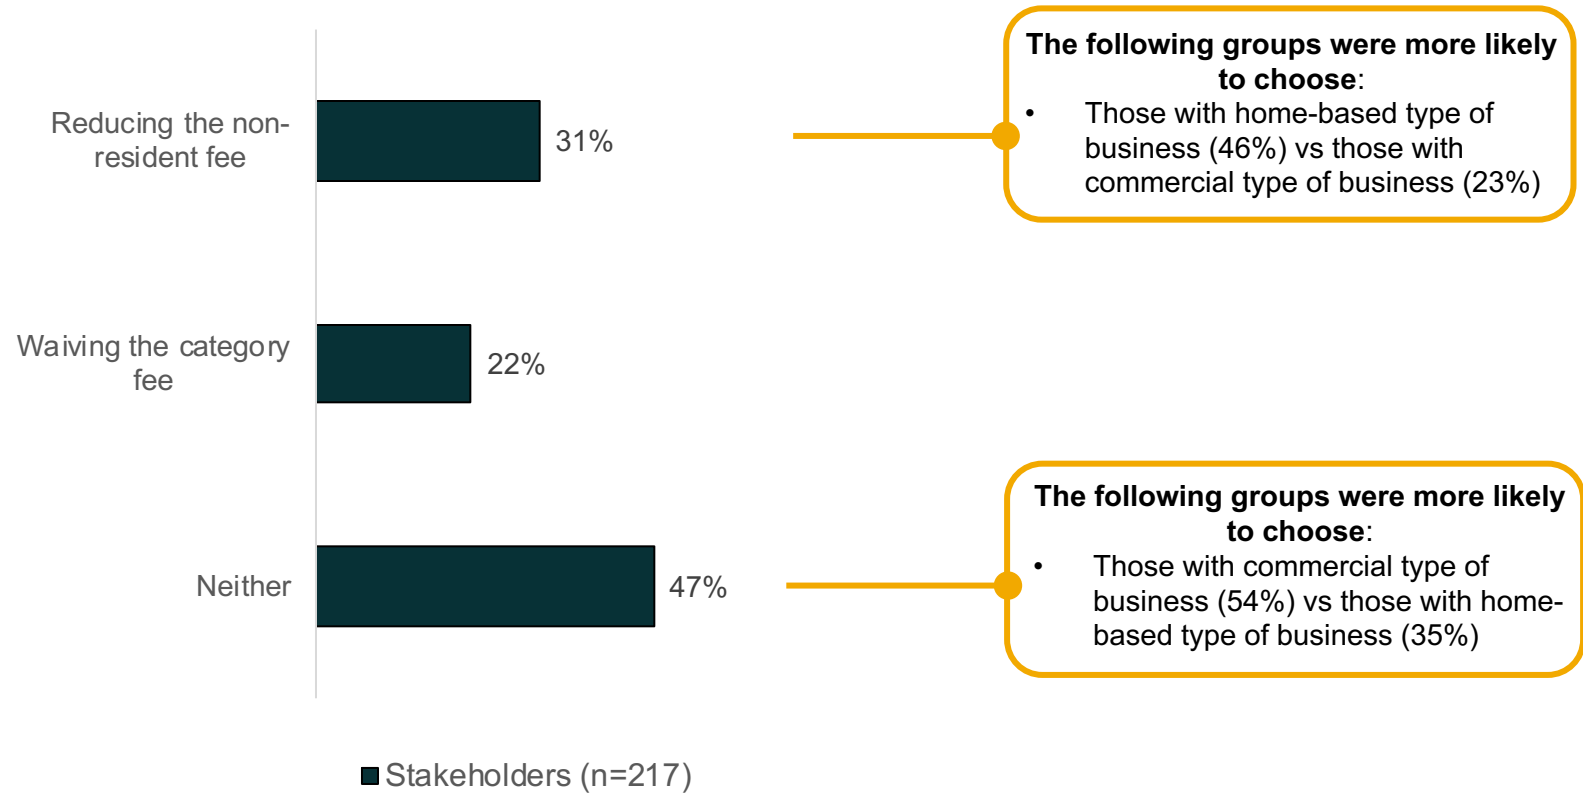 Reducing the non-
resident fee
31%
The following groups were more likely
to choose:
• Those with home-based type of
business (46%) vs those with
commercial type of business (23%)
Waiving the category
fee
22%
Neither
47%
The following groups were more likely
to choose:
• Those with commercial type of
business (54%) vs those with home-
based type of business (35%)
Stakeholders (n=217)